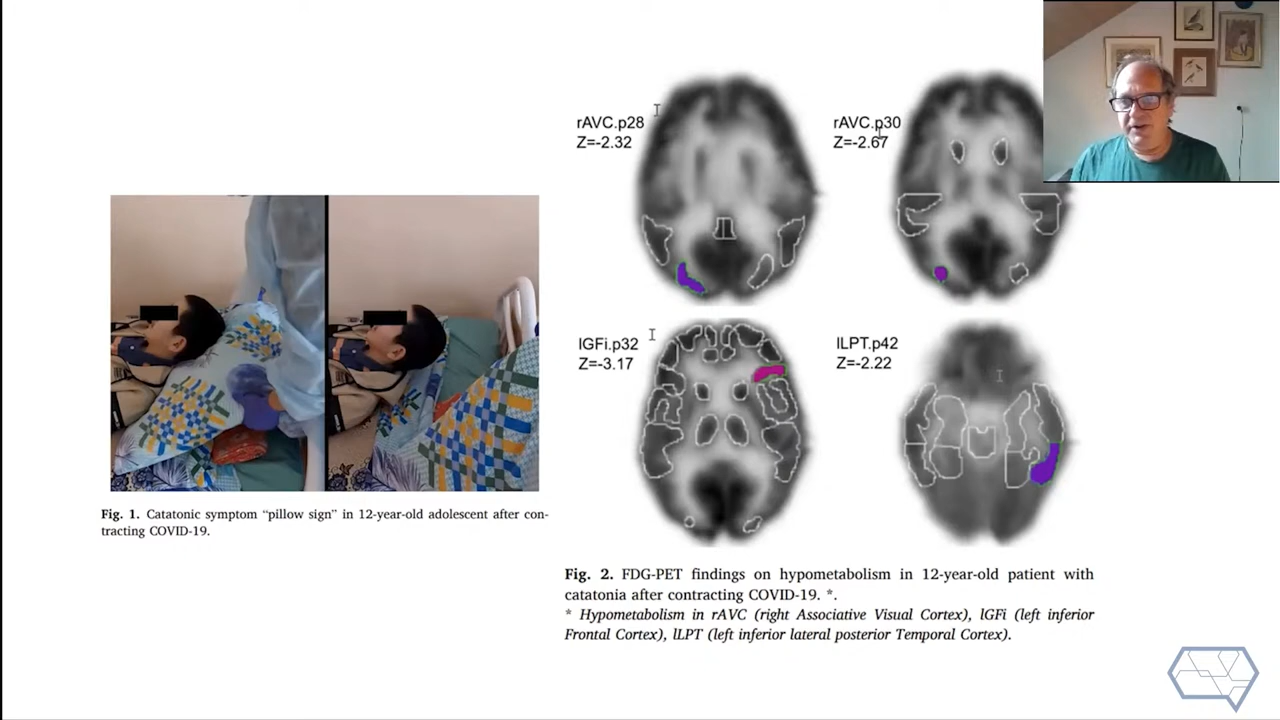 rAVC.p28
Z=-2.32
rAVC.p30
Z=-2.67
lGFi.p32
Z=-3.17
lLPT.p42
Z=-2.22
Fig. 1. Catatonic symptom “pillow sign” in 12-year-old adolescent after con-
tracting COVID-19.
Fig. 2. FDG-PET findings on hypometabolism in 12-year-old patient with
catatonia after contracting COVID-19. *.
* Hypometabolism in rAVC (right Associative Visual Cortex), lGFi (left inferior
Frontal Cortex), lLPT (left inferior lateral posterior Temporal Cortex).